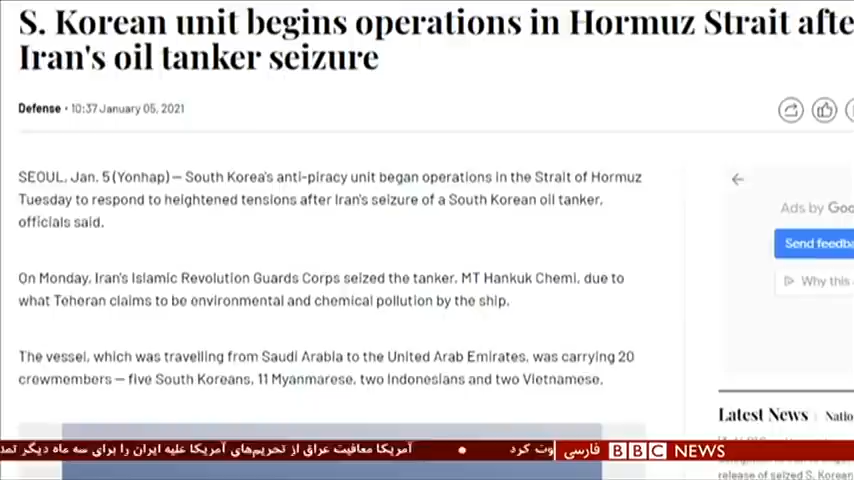 S. Korean unit begins operations in Hormuz Strait afte
Iran's oil tanker seizure
Defense • 10:37 January 05, 2021
SEOUL, Jan. 5 (Yonhap) — South Korea's anti-piracy unit began operations in the Strait of Hormuz
Tuesday to respond to heightened tensions after Iran's seizure of a South Korean oil tanker,
officials said.
Ads by Goo
Send feedba
On Monday, Iran's Islamic Revolution Guards Corps seized the tanker, MT Hankuk Chemi, due to
what Teheran claims to be environmental and chemical pollution by the ship.
Why this
The vessel, which was travelling from Saudi Arabia to the United Arab Emirates, was carrying 20
crewmembers — five South Koreans, 11 Myanmarese, two Indonesians and two Vietnamese.
Latest News Natio
آمریکا معافیت عراق از تحریم‌های آمریکا علیه ایران را برای سه ماه دیگر تمد
وت کرد
فارسی BBC NEWS
release of seized S. Korean